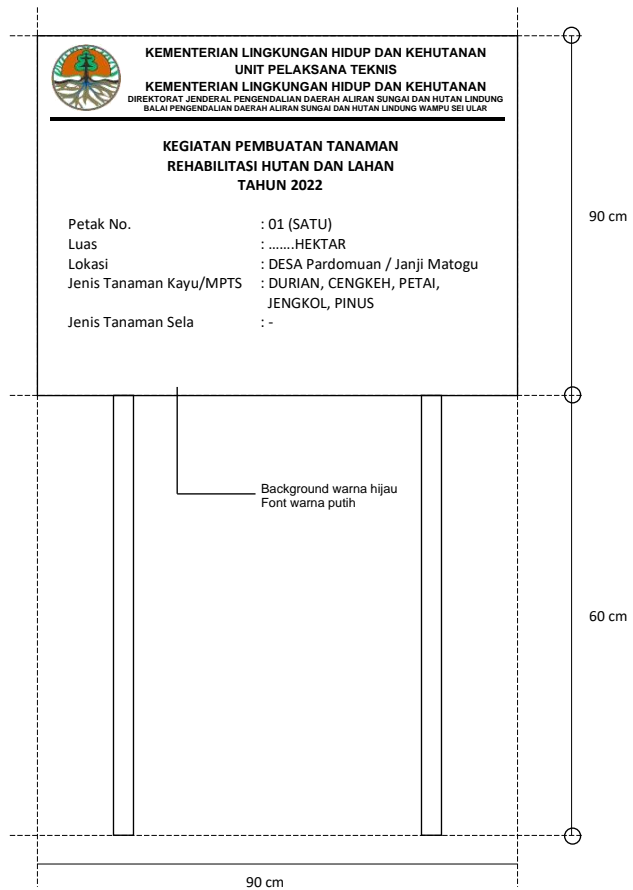 KEMENTERIAN LINGKUNGAN HIDUP DAN KEHUTANAN
UNIT PELAKSANA TEKNIS
KEMENTERIAN LINGKUNGAN HIDUP DAN KEHUTANAN
DIREKTORAT JENDERAL PENGENDALIAN DAERAH ALIRAN SUNGAI DAN HUTAN LINDUNG
BALAI PENGENDALIAN DAERAH ALIRAN SUNGAI DAN HUTAN LINDUNG WAMPU SEI ULAR
KEGIATAN PEMBUATAN TANAMAN
REHABILITASI HUTAN DAN LAHAN
TAHUN 2022
Petak No. : 01 (SATU)
Luas : .......HEKTAR
Lokasi : DESA Pardomuan / Janji Matogu
Jenis Tanaman Kayu/MPTS : DURIAN, CENGKEH, PETAI,
JENGKOL, PINUS
Jenis Tanaman Sela : -
90 cm
Background warna hijau
Font warna putih
60 cm
90 cm